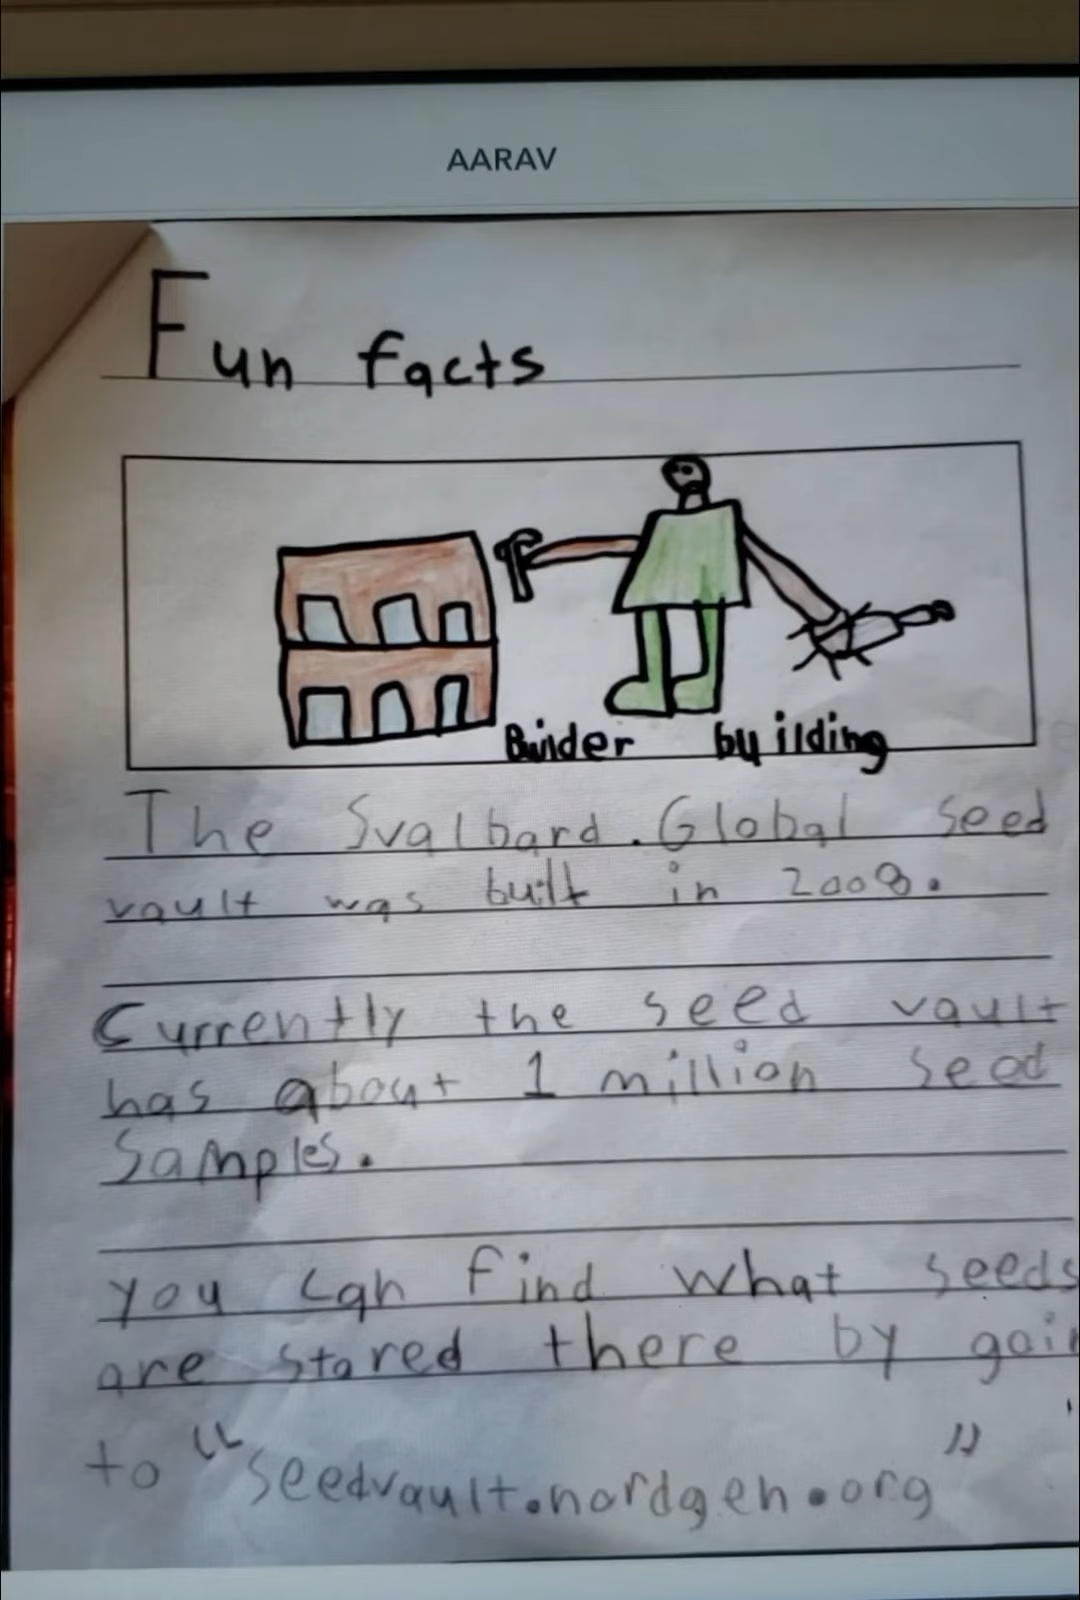 AARAV
Fun facts
Buider building
The Svalbard.Global seed
vault was built in 2008.
Currently the seed vault
has about 1 million seed
Samples.
you can find what seeds
are stored there by goin
to "seedvault.nordgen.org"